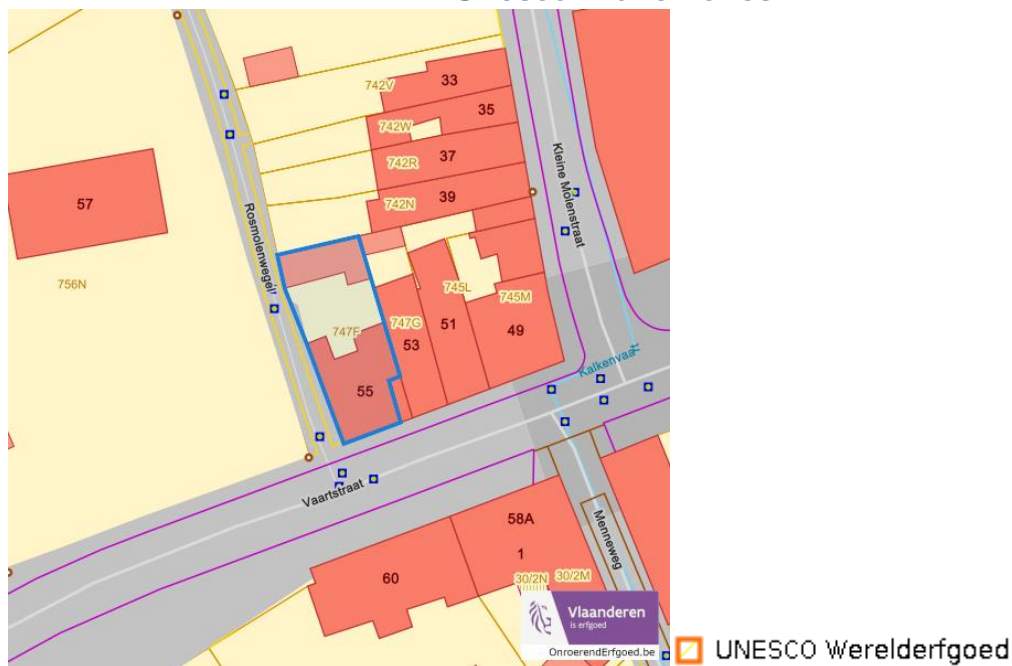 742V
33
35
742W
37
742R
39
742N
57
Kleine Molenstraat
Rosmolenwegel
756N
745L
745M
747F
747G
51
53
49
55
Kalkenvaart
Vaartstraat
58A
1
Menneweg
60
30/2N
30/2M
Vlaanderen
is erfgoed
OnroerendErfgoed.be
UNESCO Werelderfgoed